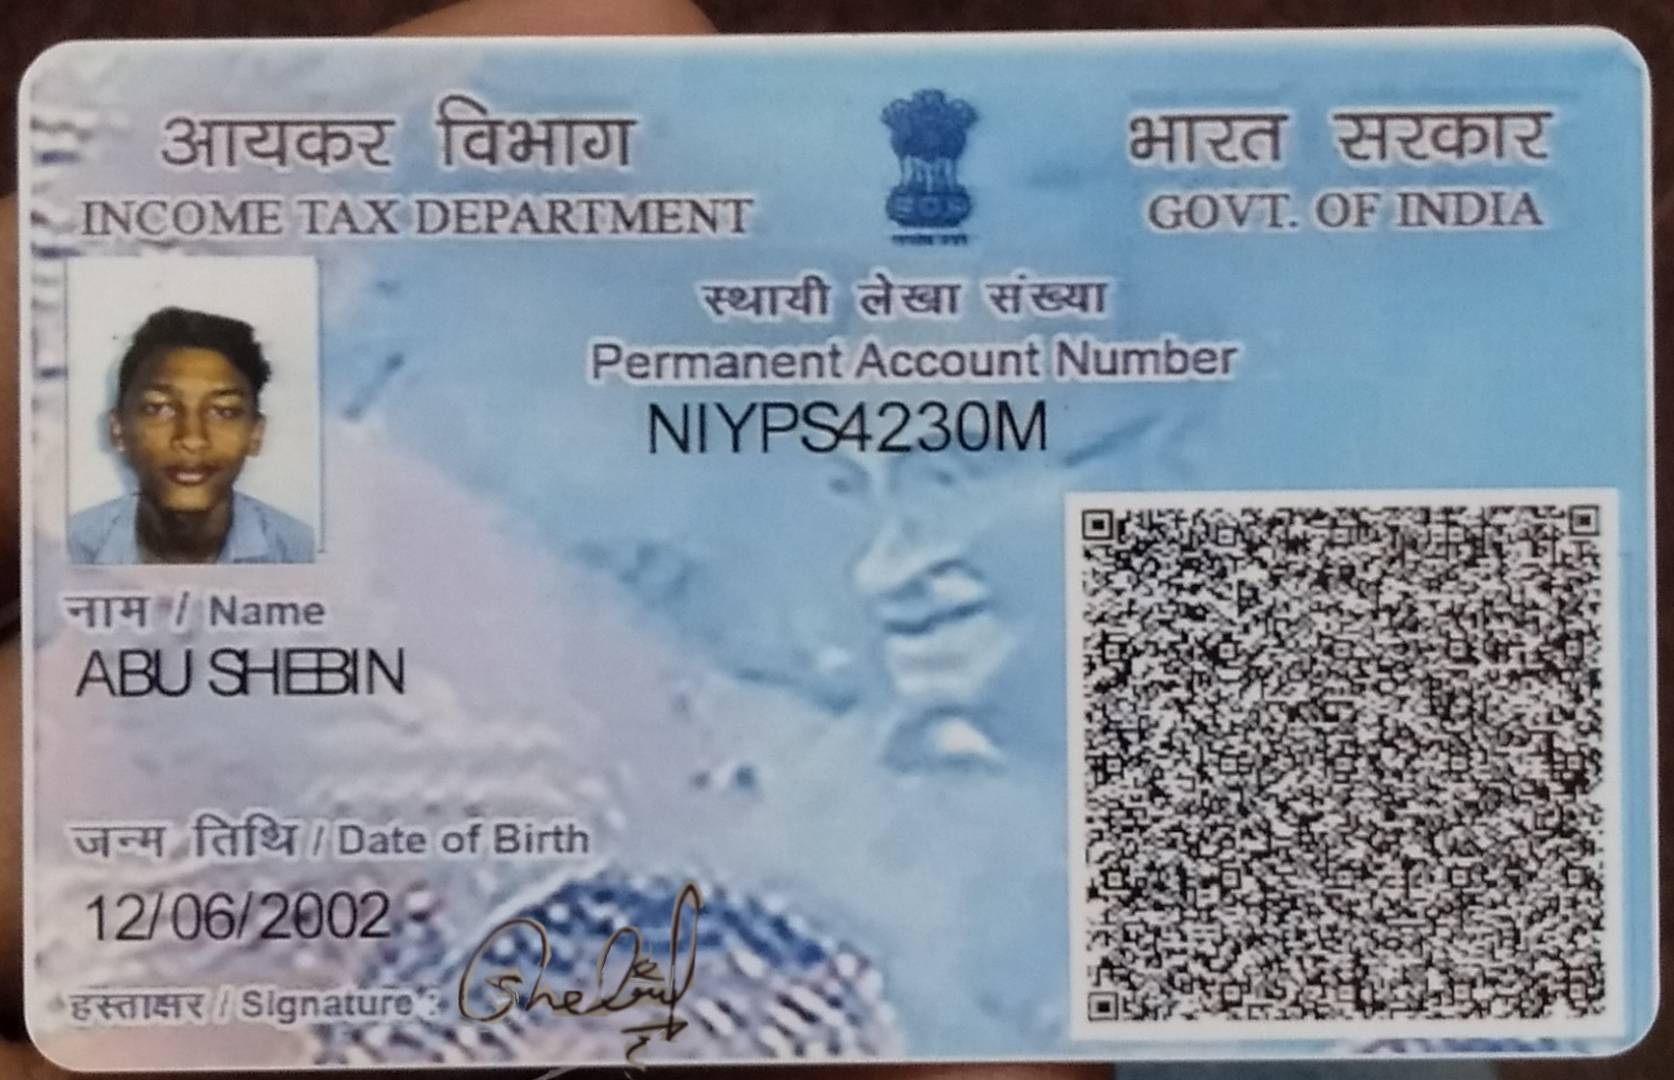 आयकर विभाग
INCOME TAX DEPARTMENT
भारत सरकार
GOVT. OF INDIA
स्थायी लेखा संख्या
Permanent Account Number
NIYPS4230M
नाम / Name
ABU SHEBIN
जन्म तिथि / Date of Birth
12/06/2002
हस्ताक्षर / Signature :